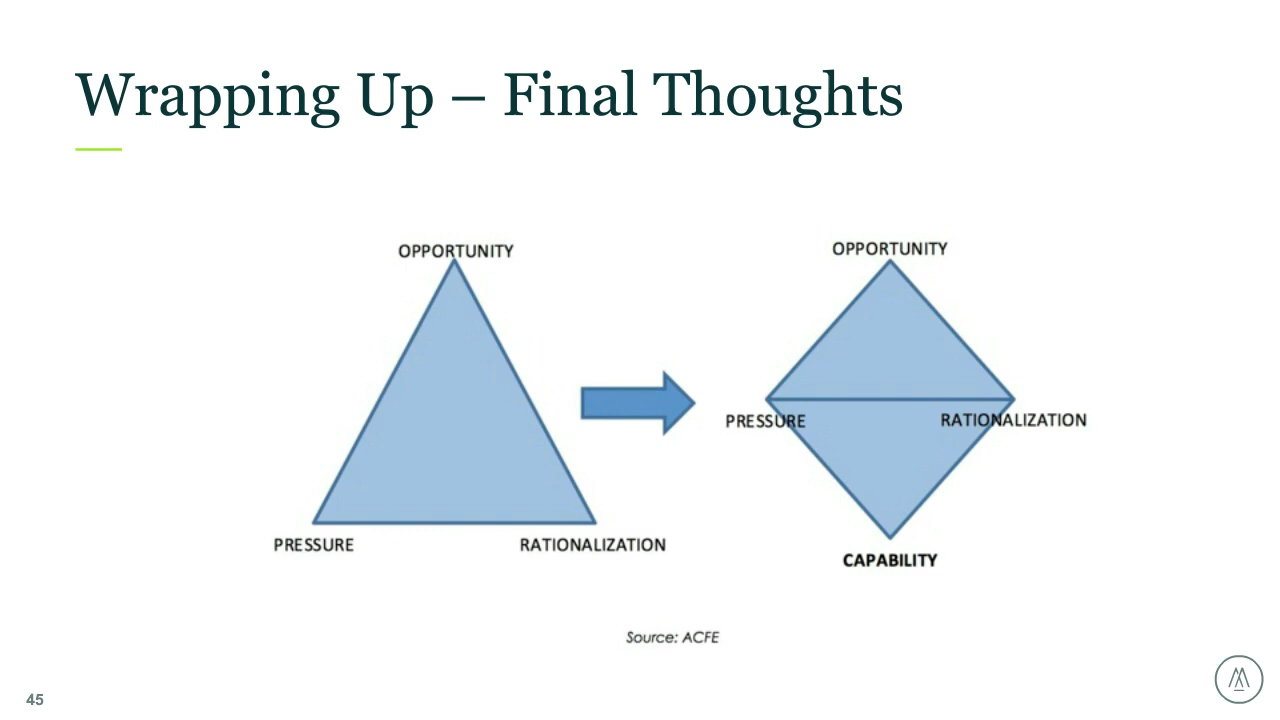 Wrapping Up – Final Thoughts
OPPORTUNITY
PRESSURE
RATIONALIZATION
OPPORTUNITY
PRESSURE
RATIONALIZATION
CAPABILITY
Source: ACFE
45